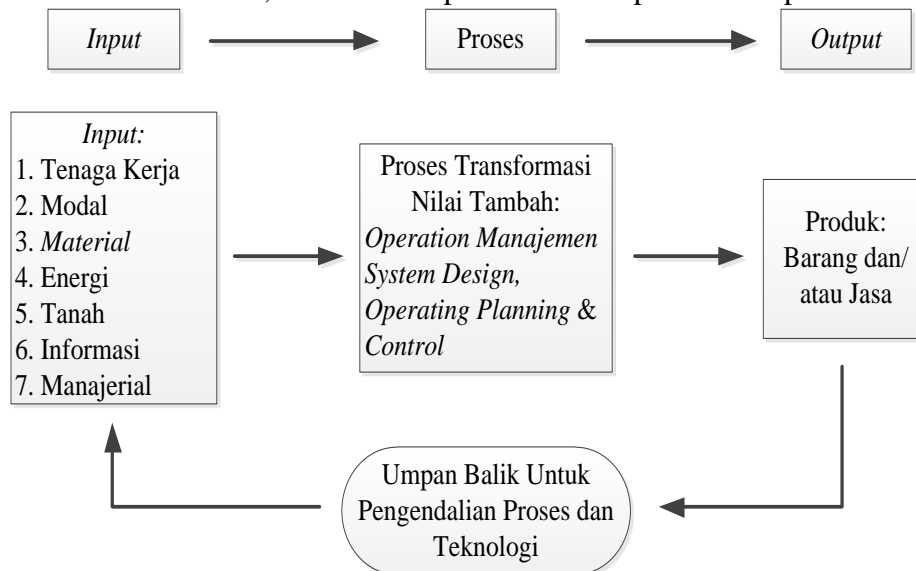 Input
Proses
Output
Input:
1. Tenaga Kerja
2. Modal
3. Material
4. Energi
5. Tanah
6. Informasi
7. Manajerial
Proses Transformasi
Nilai Tambah:
Operation Manajemen
System Design,
Operating Planning &
Control
Produk:
Barang dan/
atau Jasa
Umpan Balik Untuk
Pengendalian Proses dan
Teknologi